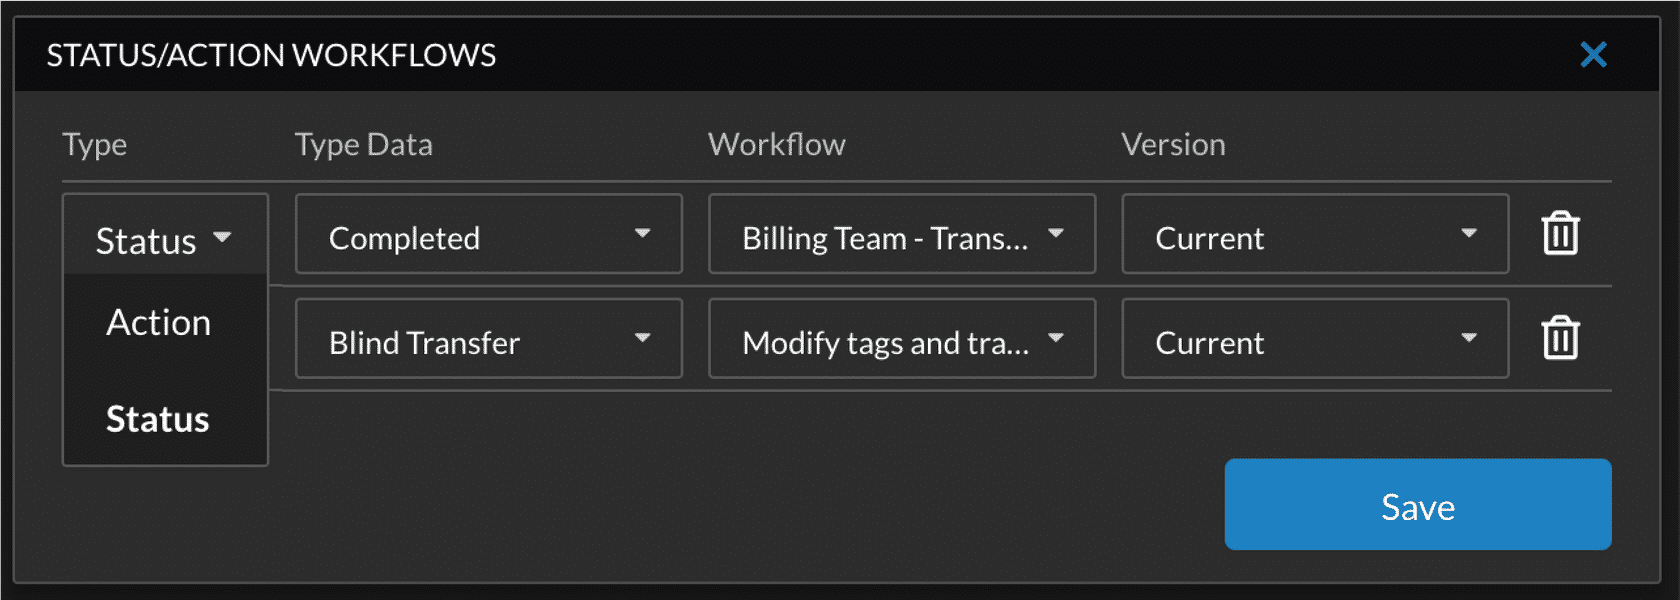 STATUS/ACTION WORKFLOWS
Type Type Data Workflow Version
Status Completed Billing Team - Trans... Current
Action
Blind Transfer Modify tags and tra... Current
Status
Save